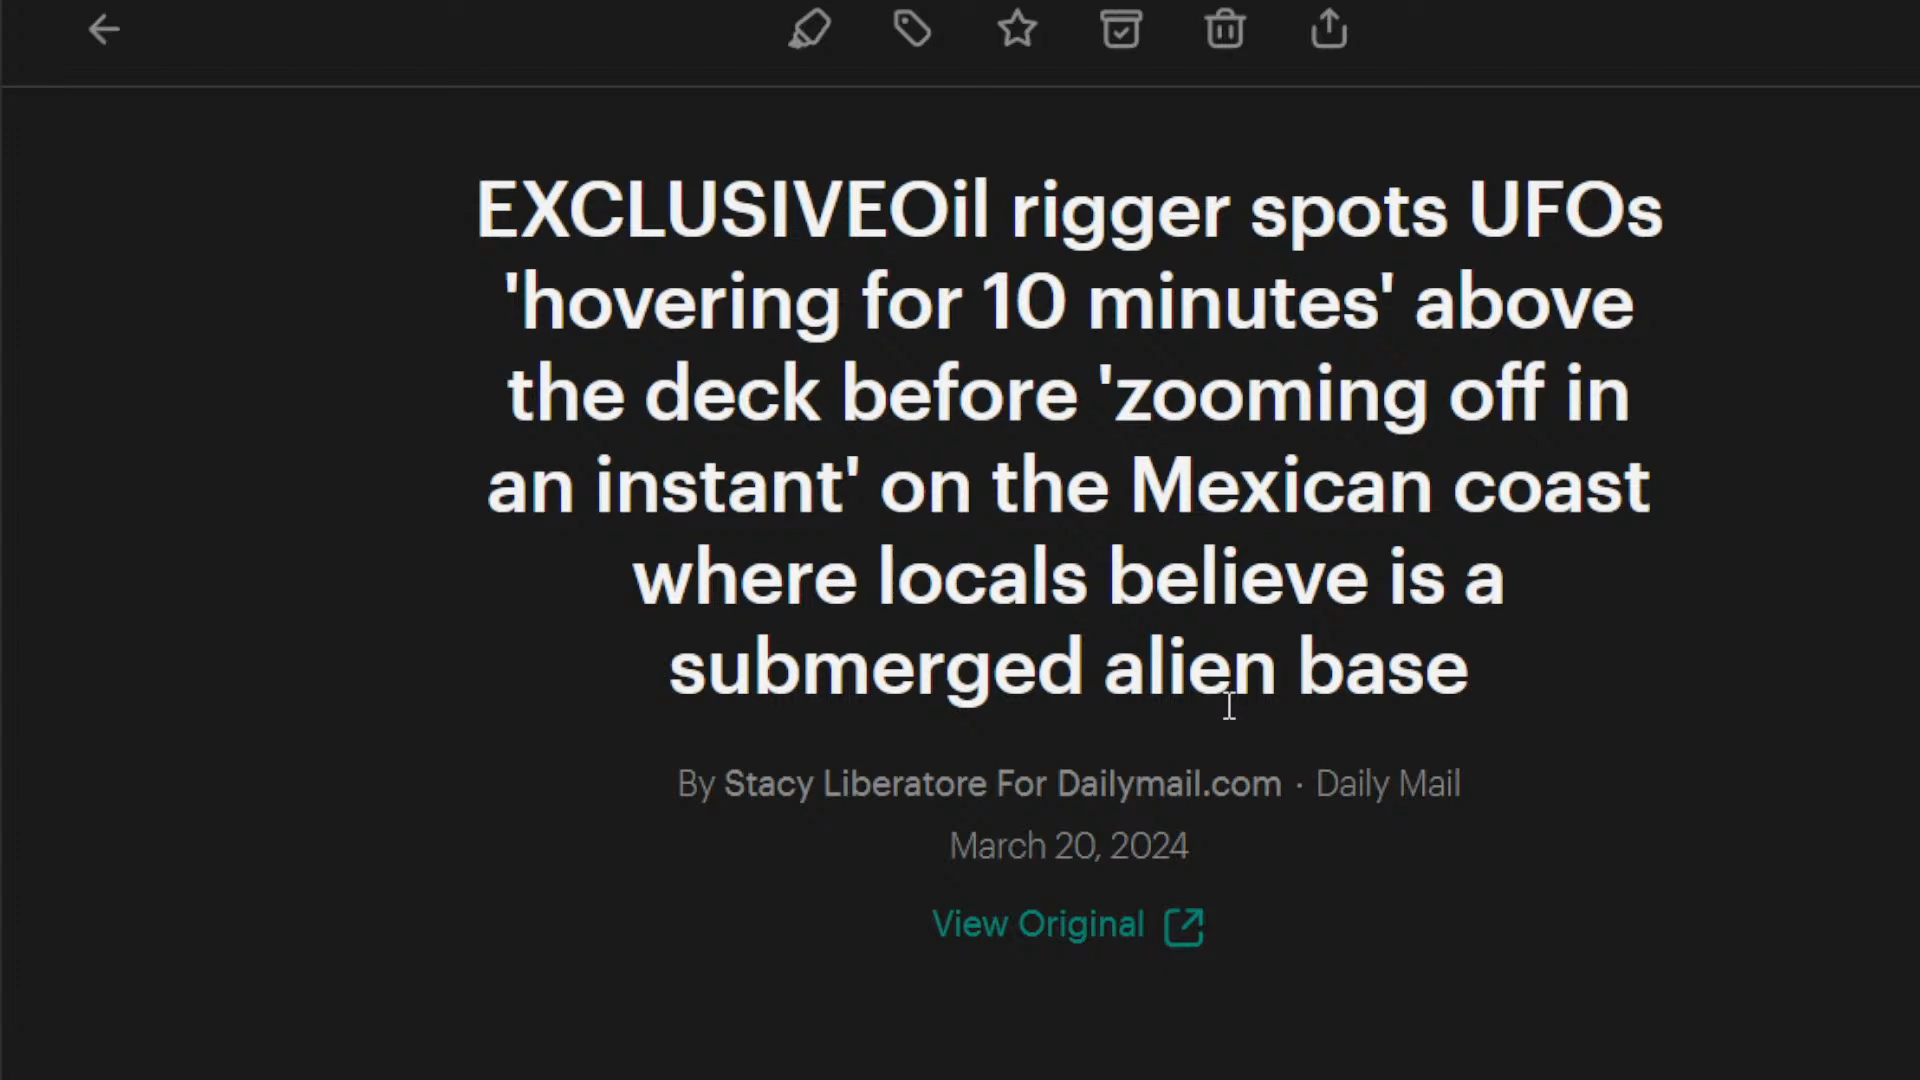 EXCLUSIVEOil rigger spots UFOs
'hovering for 10 minutes' above
the deck before 'zooming off in
an instant' on the Mexican coast
where locals believe is a
submerged alien base
By Stacy Liberatore For Dailymail.com · Daily Mail
March 20, 2024
View Original